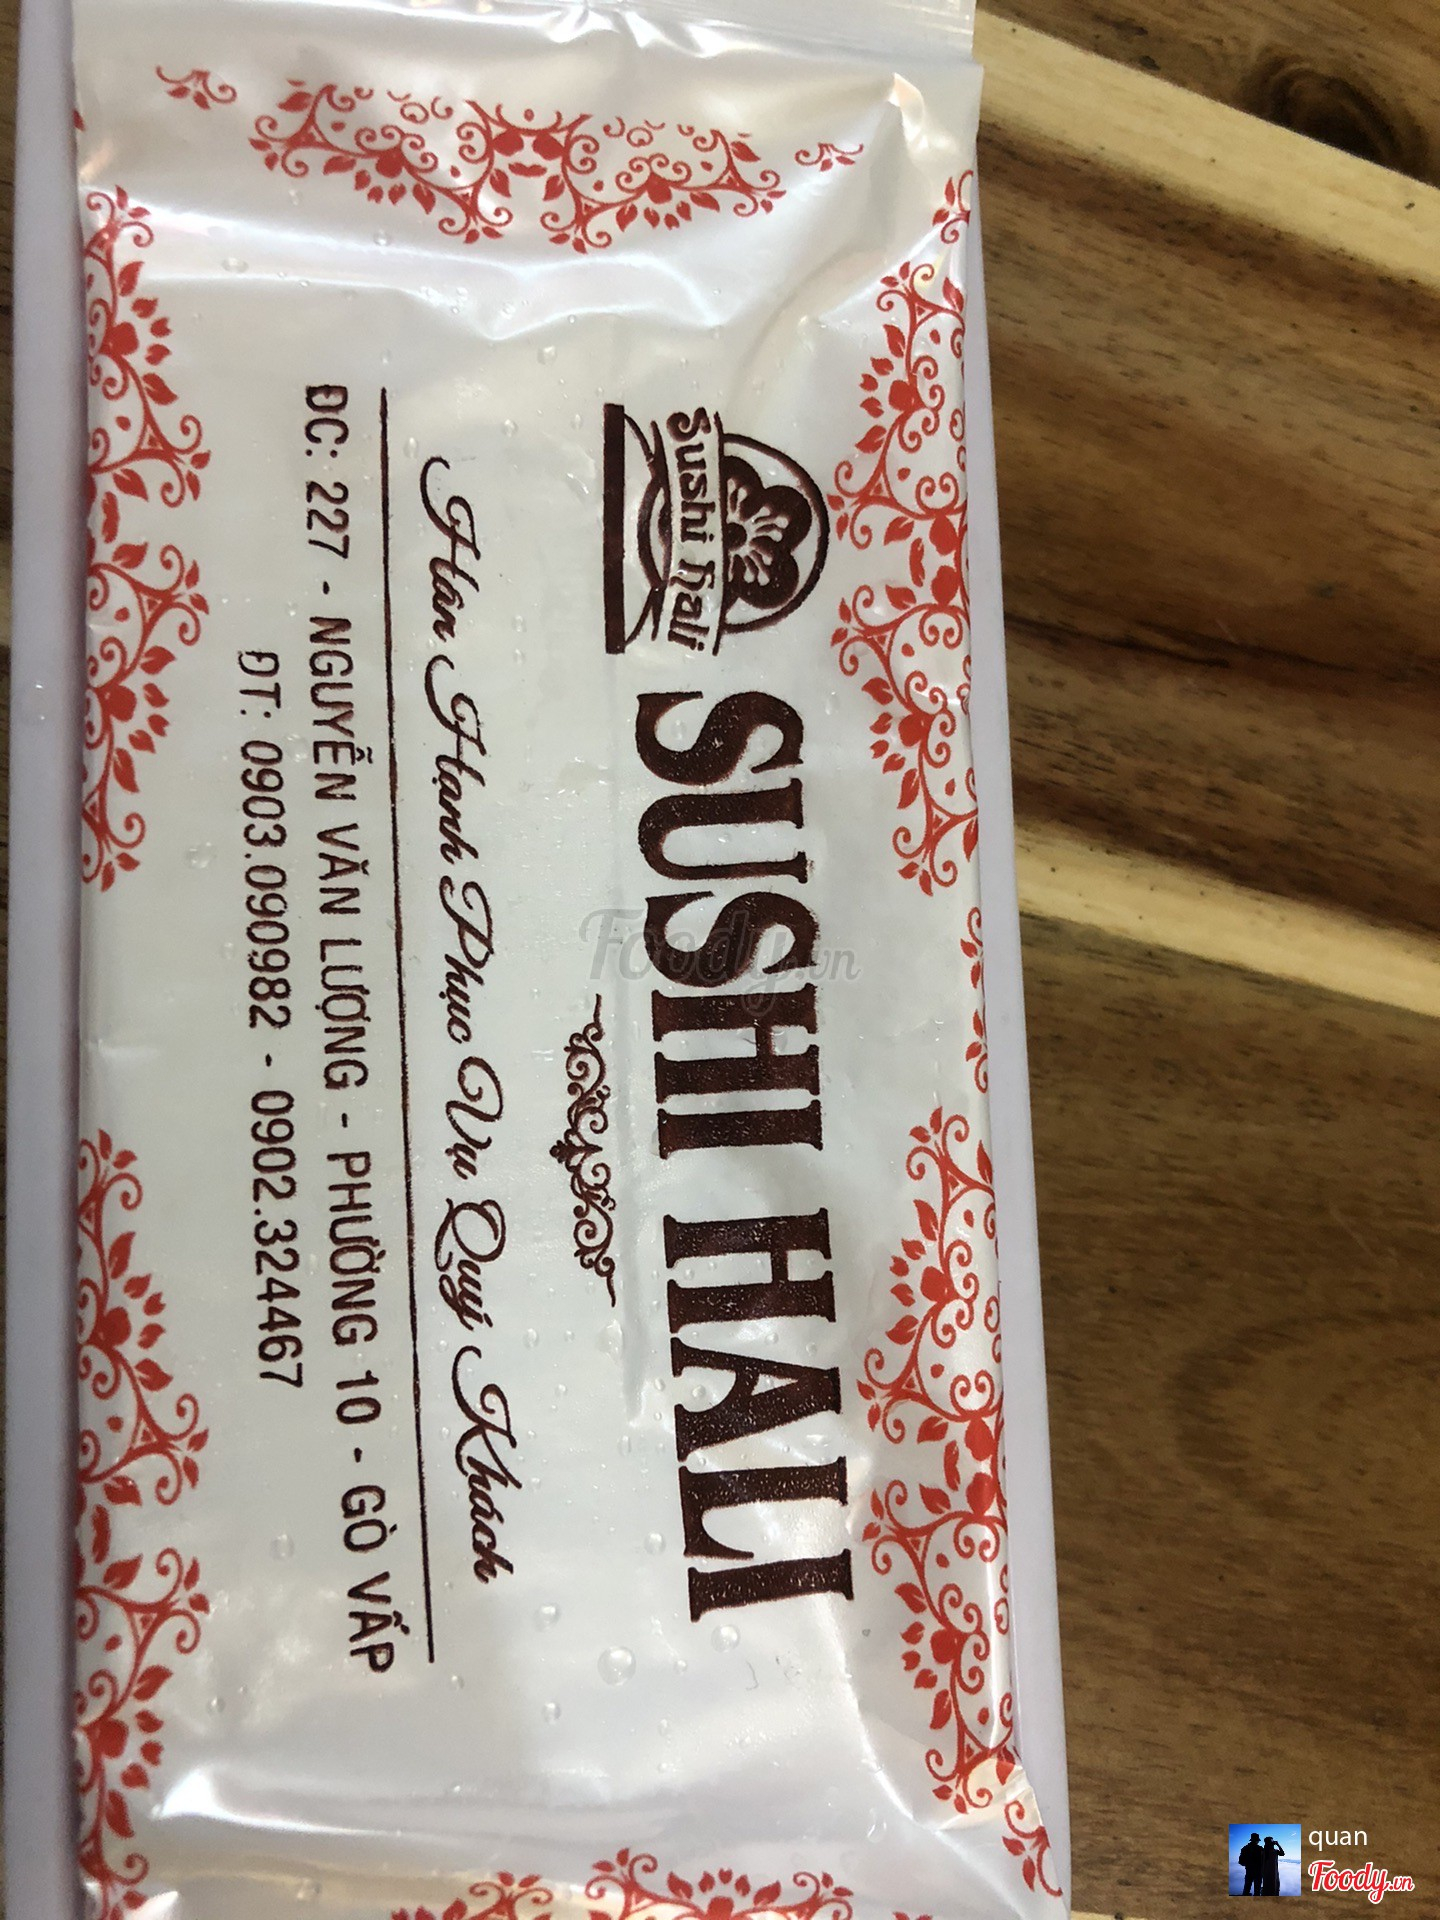 Sushi Hali
SUSHI HALI
Hân Hạnh Phục Vụ Quý Khách
ĐC: 227 - NGUYỄN VĂN LƯỢNG - PHƯỜNG 10 - GÒ VẤP
ĐT: 0903.090982 - 0902.324467
Foody.vn
quan
Foody.vn